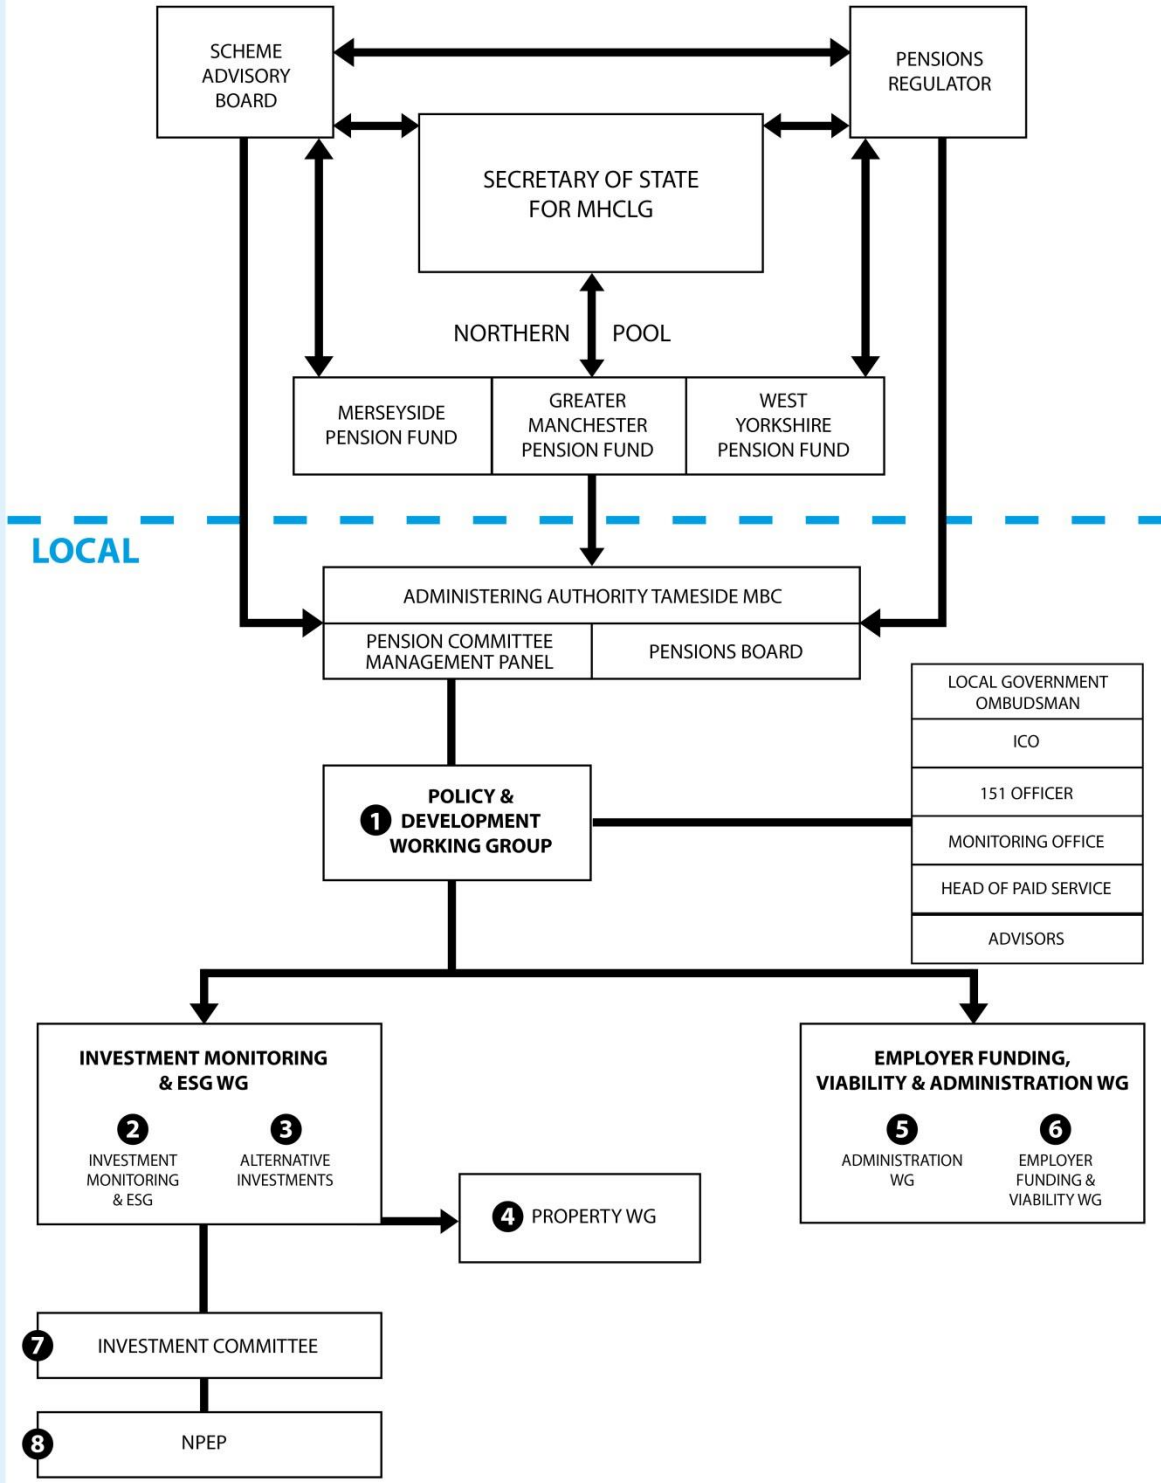 SCHEME
ADVISORY
BOARD
PENSIONS
REGULATOR
SECRETARY OF STATE
FOR MHCLG
NORTHERN POOL
MERSEYSIDE
PENSION FUND
GREATER
MANCHESTER
PENSION FUND
WEST
YORKSHIRE
PENSION FUND
LOCAL
ADMINISTERING AUTHORITY TAMESIDE MBC
PENSION COMMITTEE
MANAGEMENT PANEL
PENSIONS BOARD
LOCAL GOVERNMENT
OMBUDSMAN
ICO
151 OFFICER
MONITORING OFFICE
HEAD OF PAID SERVICE
ADVISORS
1
POLICY &
DEVELOPMENT
WORKING GROUP
INVESTMENT MONITORING
& ESG WG
2
INVESTMENT
MONITORING
& ESG
3
ALTERNATIVE
INVESTMENTS
4 PROPERTY WG
EMPLOYER FUNDING,
VIABILITY & ADMINISTRATION WG
5
ADMINISTRATION
WG
6
EMPLOYER
FUNDING &
VIABILITY WG
7 INVESTMENT COMMITTEE
8 NPEP